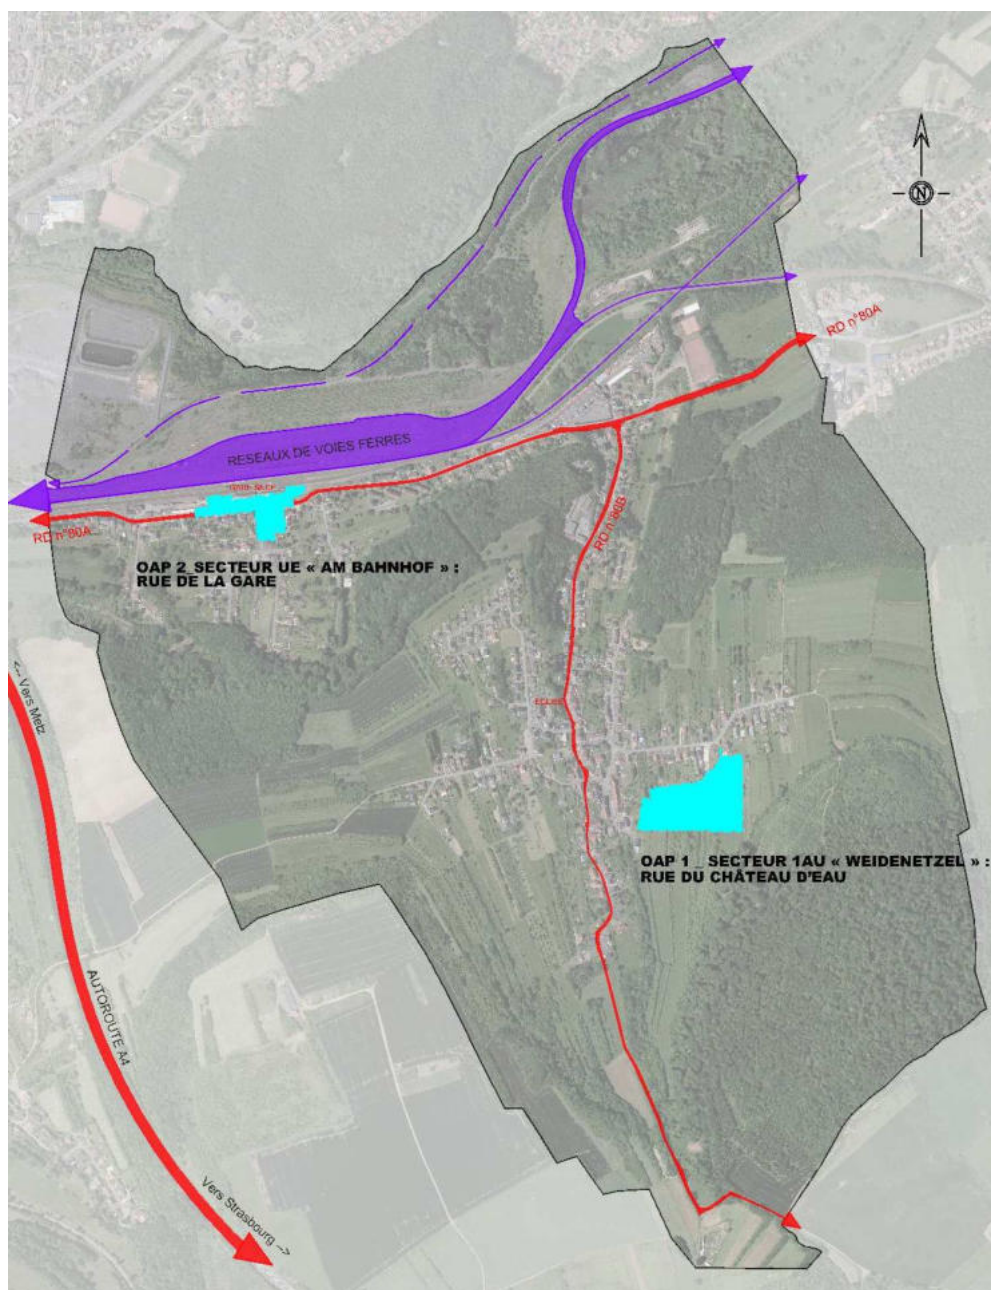 N
RD n°80A
RESEAUX DE VOIES FERRES
RD n°80A
RD n°80B
OAP 2_SECTEUR UE « AM BAHNHOF » :
RUE DE LA GARE
<-- Vers Metz
EGLISE
OAP 1 _ SECTEUR 1AU « WEIDENETZEL » :
RUE DU CHÂTEAU D'EAU
AUTOROUTE A4
Vers Strasbourg -->